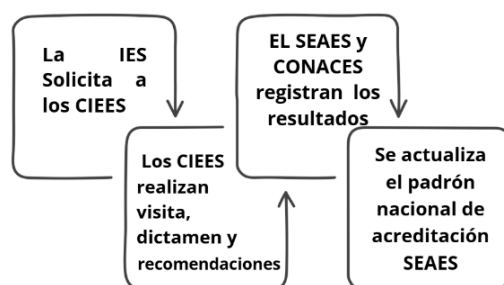 La IES
Solicita a
los CIEES
Los CIEES
realizan
visita,
dictamen y
recomendaciones
EL SEAES y
CONACES
registran los
resultados
Se actualiza
el padrón
nacional de
acreditación
SEAES